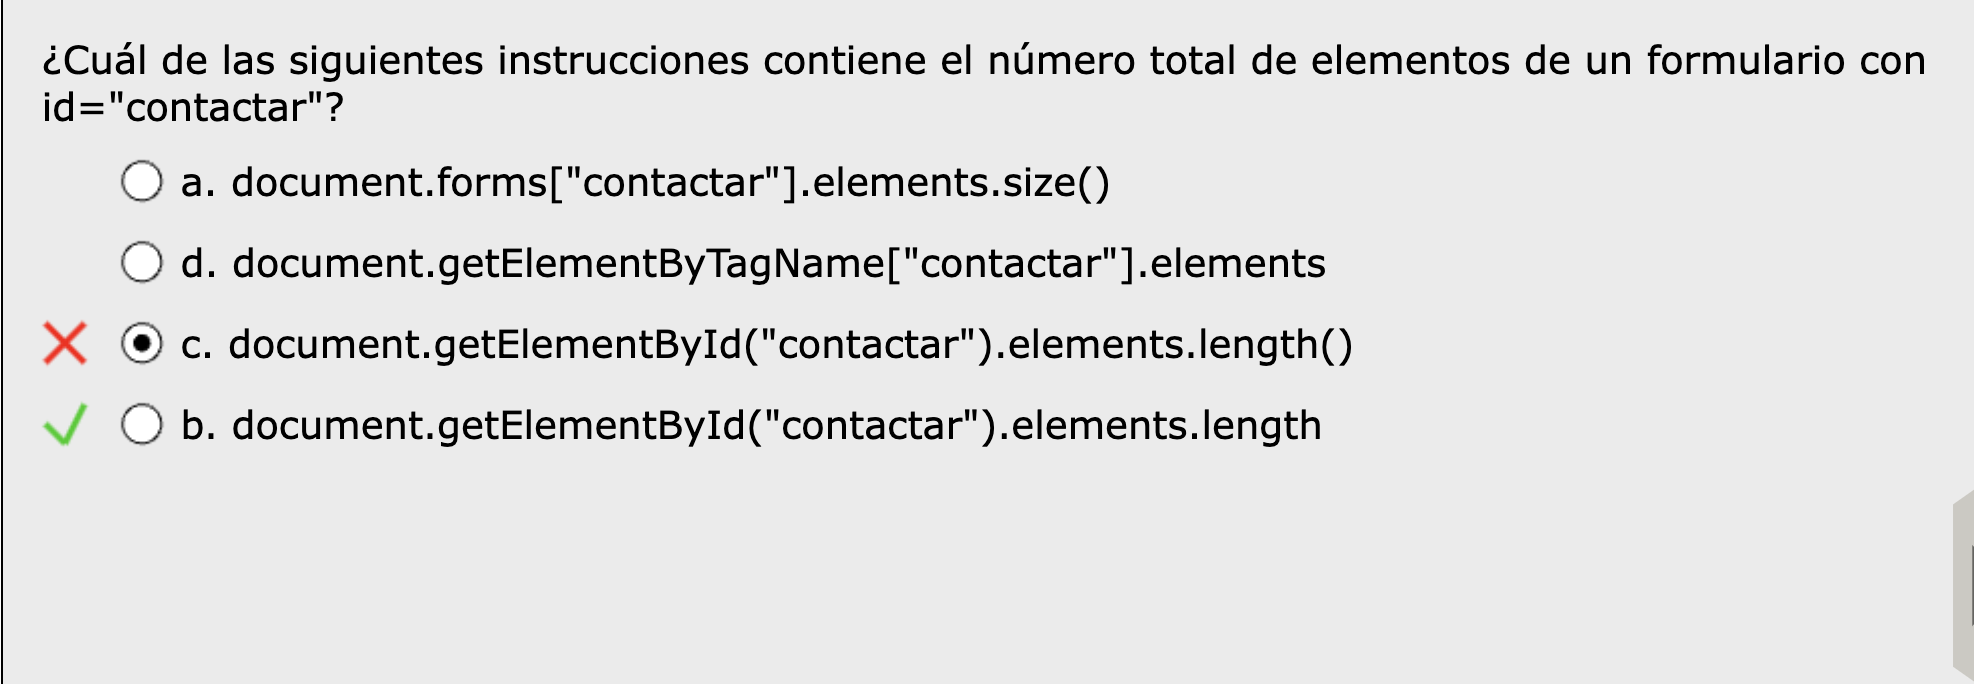 ¿Cuál de las siguientes instrucciones contiene el número total de elementos de un formulario con
id="contactar"?
a. document.forms["contactar"].elements.size()
d. document.getElementByTagName["contactar"].elements
c. document.getElementById("contactar").elements.length()
b. document.getElementById("contactar").elements.length